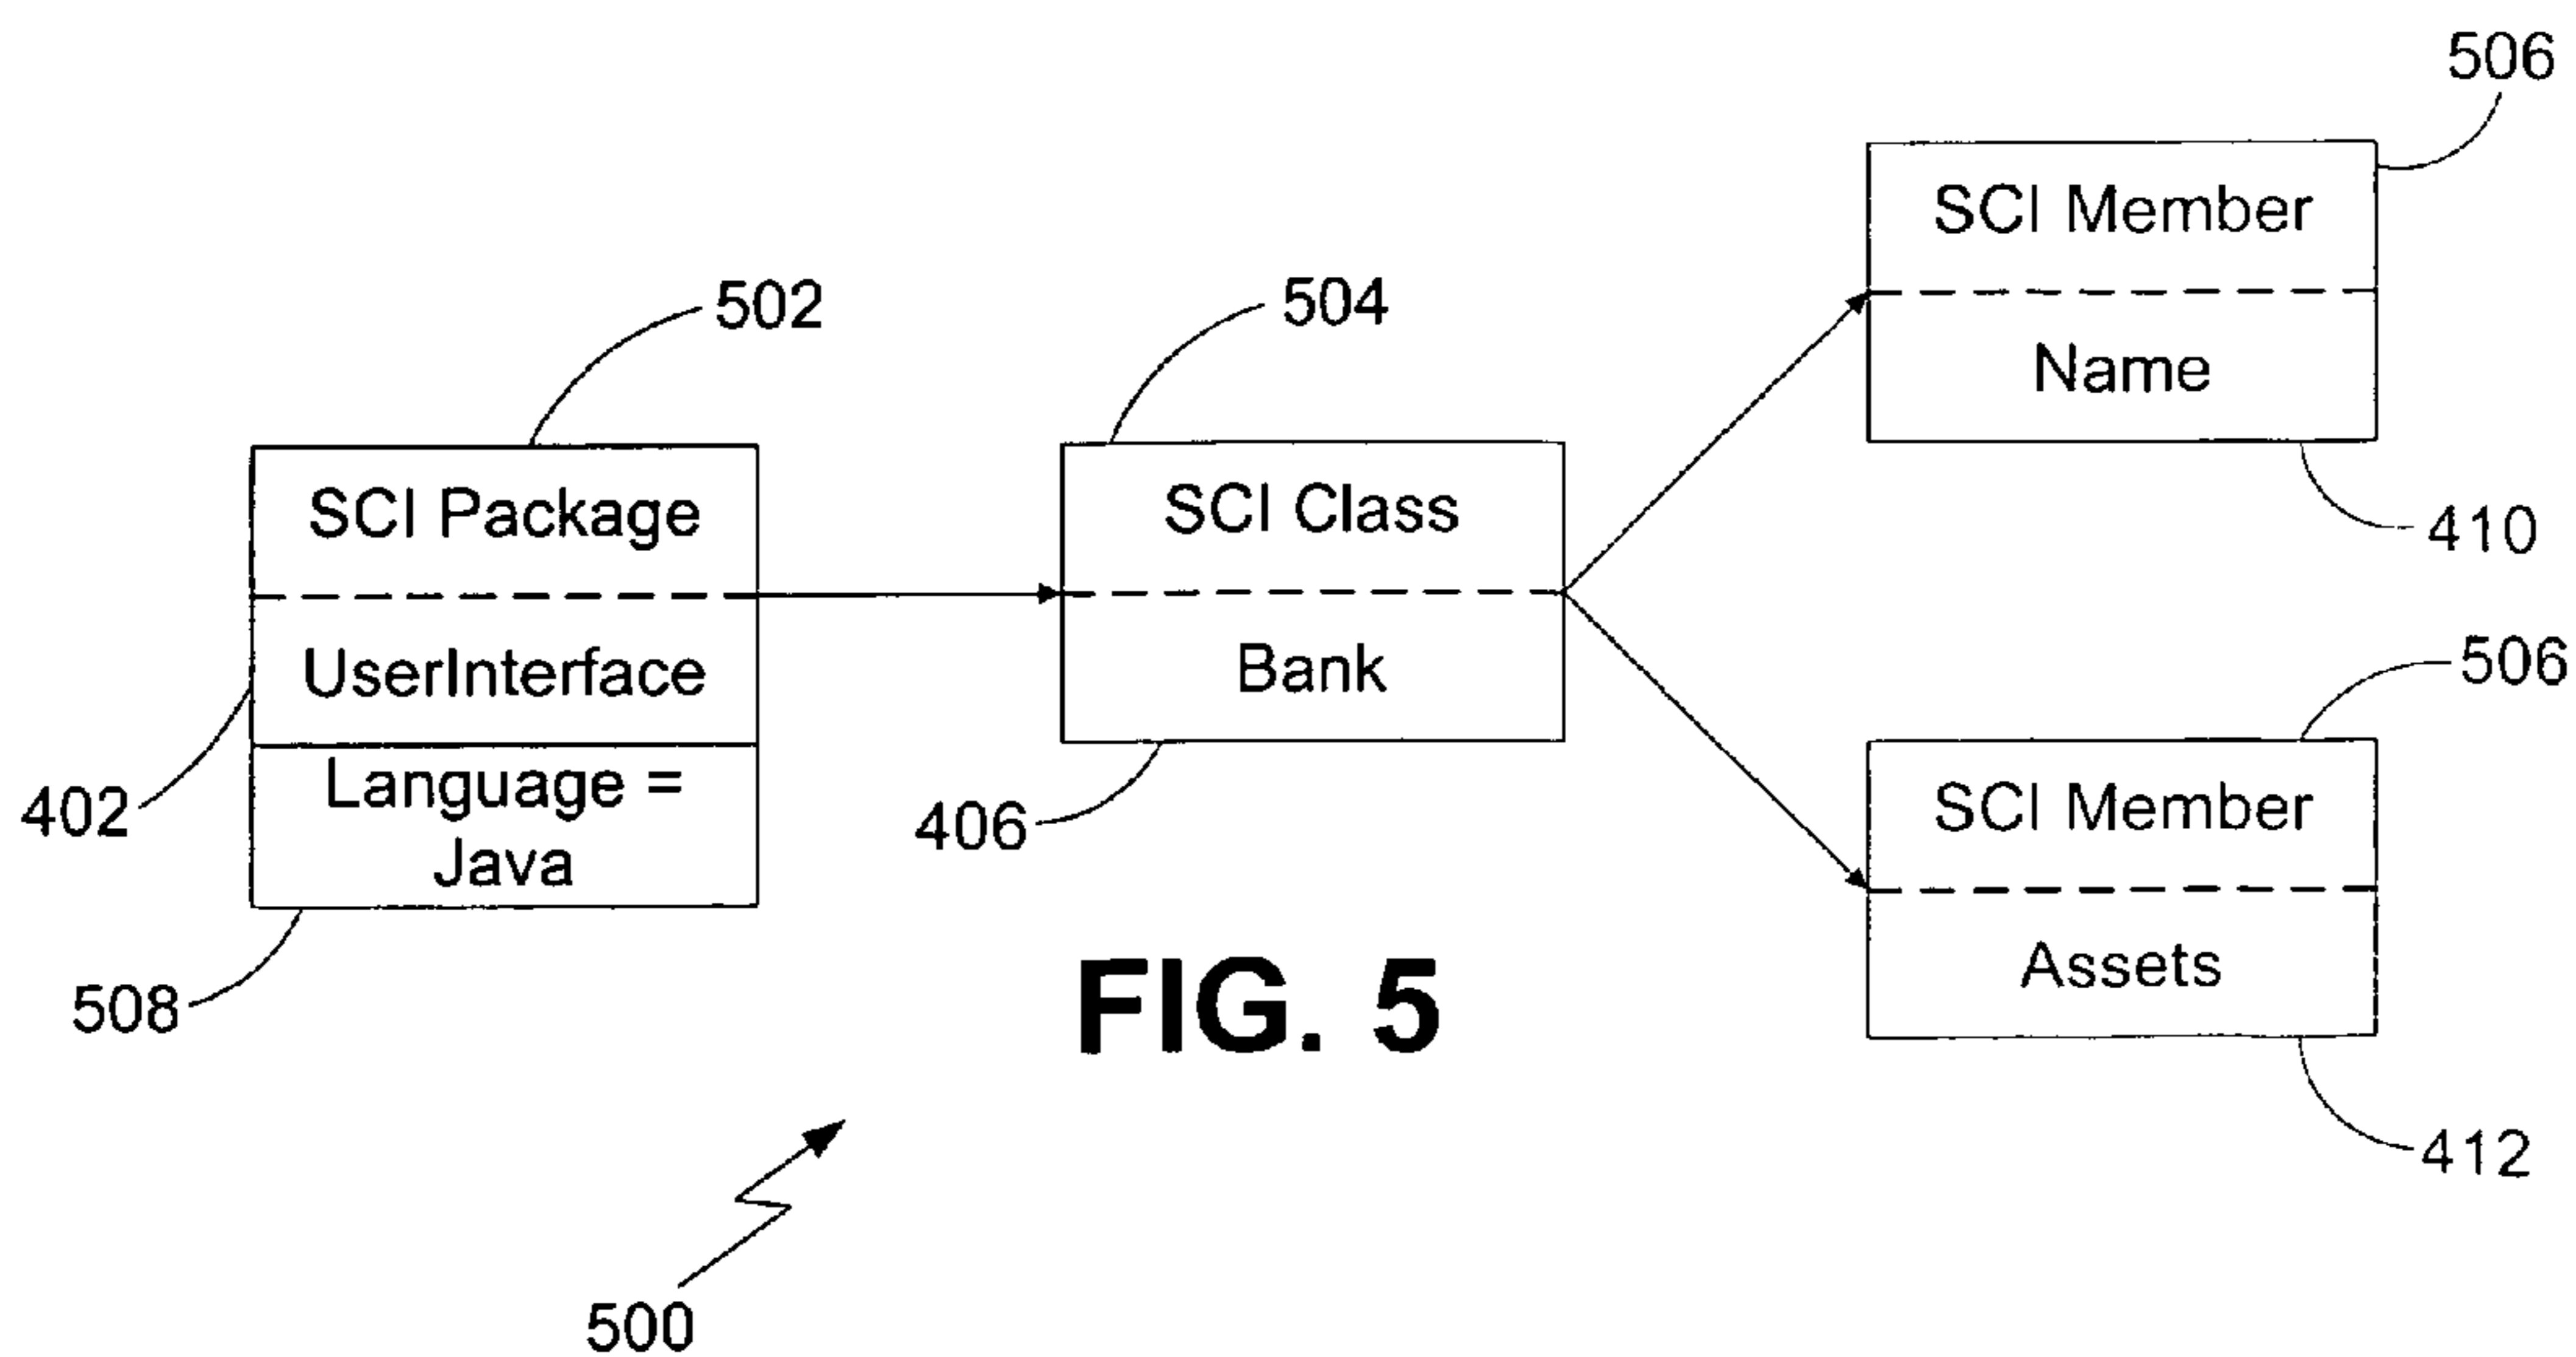 506
SCI Member
Name
410
502
504
SCI Package
UserInterface
Language =
Java
402
508
SCI Class
Bank
406
506
SCI Member
Assets
412
FIG. 5
500